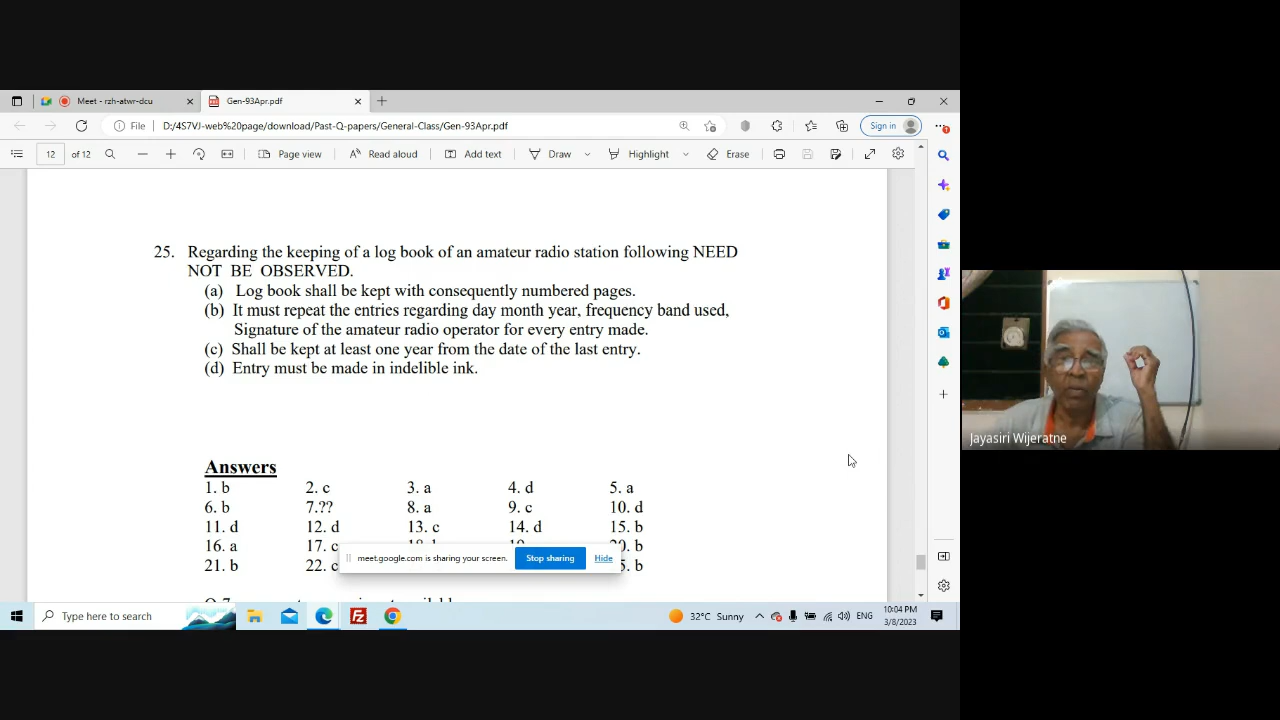 Meet - rzh-atwr-dcu
Gen-93Apr.pdf
File D:/4S7VJ-web%20page/download/Past-Q-papers/General-Class/Gen-93Apr.pdf
Sign in
12 of 12
Page view
Read aloud
Add text
Draw
Highlight
Erase
25. Regarding the keeping of a log book of an amateur radio station following NEED
NOT BE OBSERVED.
(a) Log book shall be kept with consequently numbered pages.
(b) It must repeat the entries regarding day month year, frequency band used,
Signature of the amateur radio operator for every entry made.
(c) Shall be kept at least one year from the date of the last entry.
(d) Entry must be made in indelible ink.
Jayasiri Wijeratne
Answers
1. b 2. c 3. a 4. d 5. a
6. b 7.?? 8. a 9. c 10. d
11. d 12. d 13. c 14. d 15. b
16. a 17. c
21. b 22. c
meet.google.com is sharing your screen.
Stop sharing
Hide
Type here to search
32°C Sunny
ENG
10:04 PM
3/8/2023